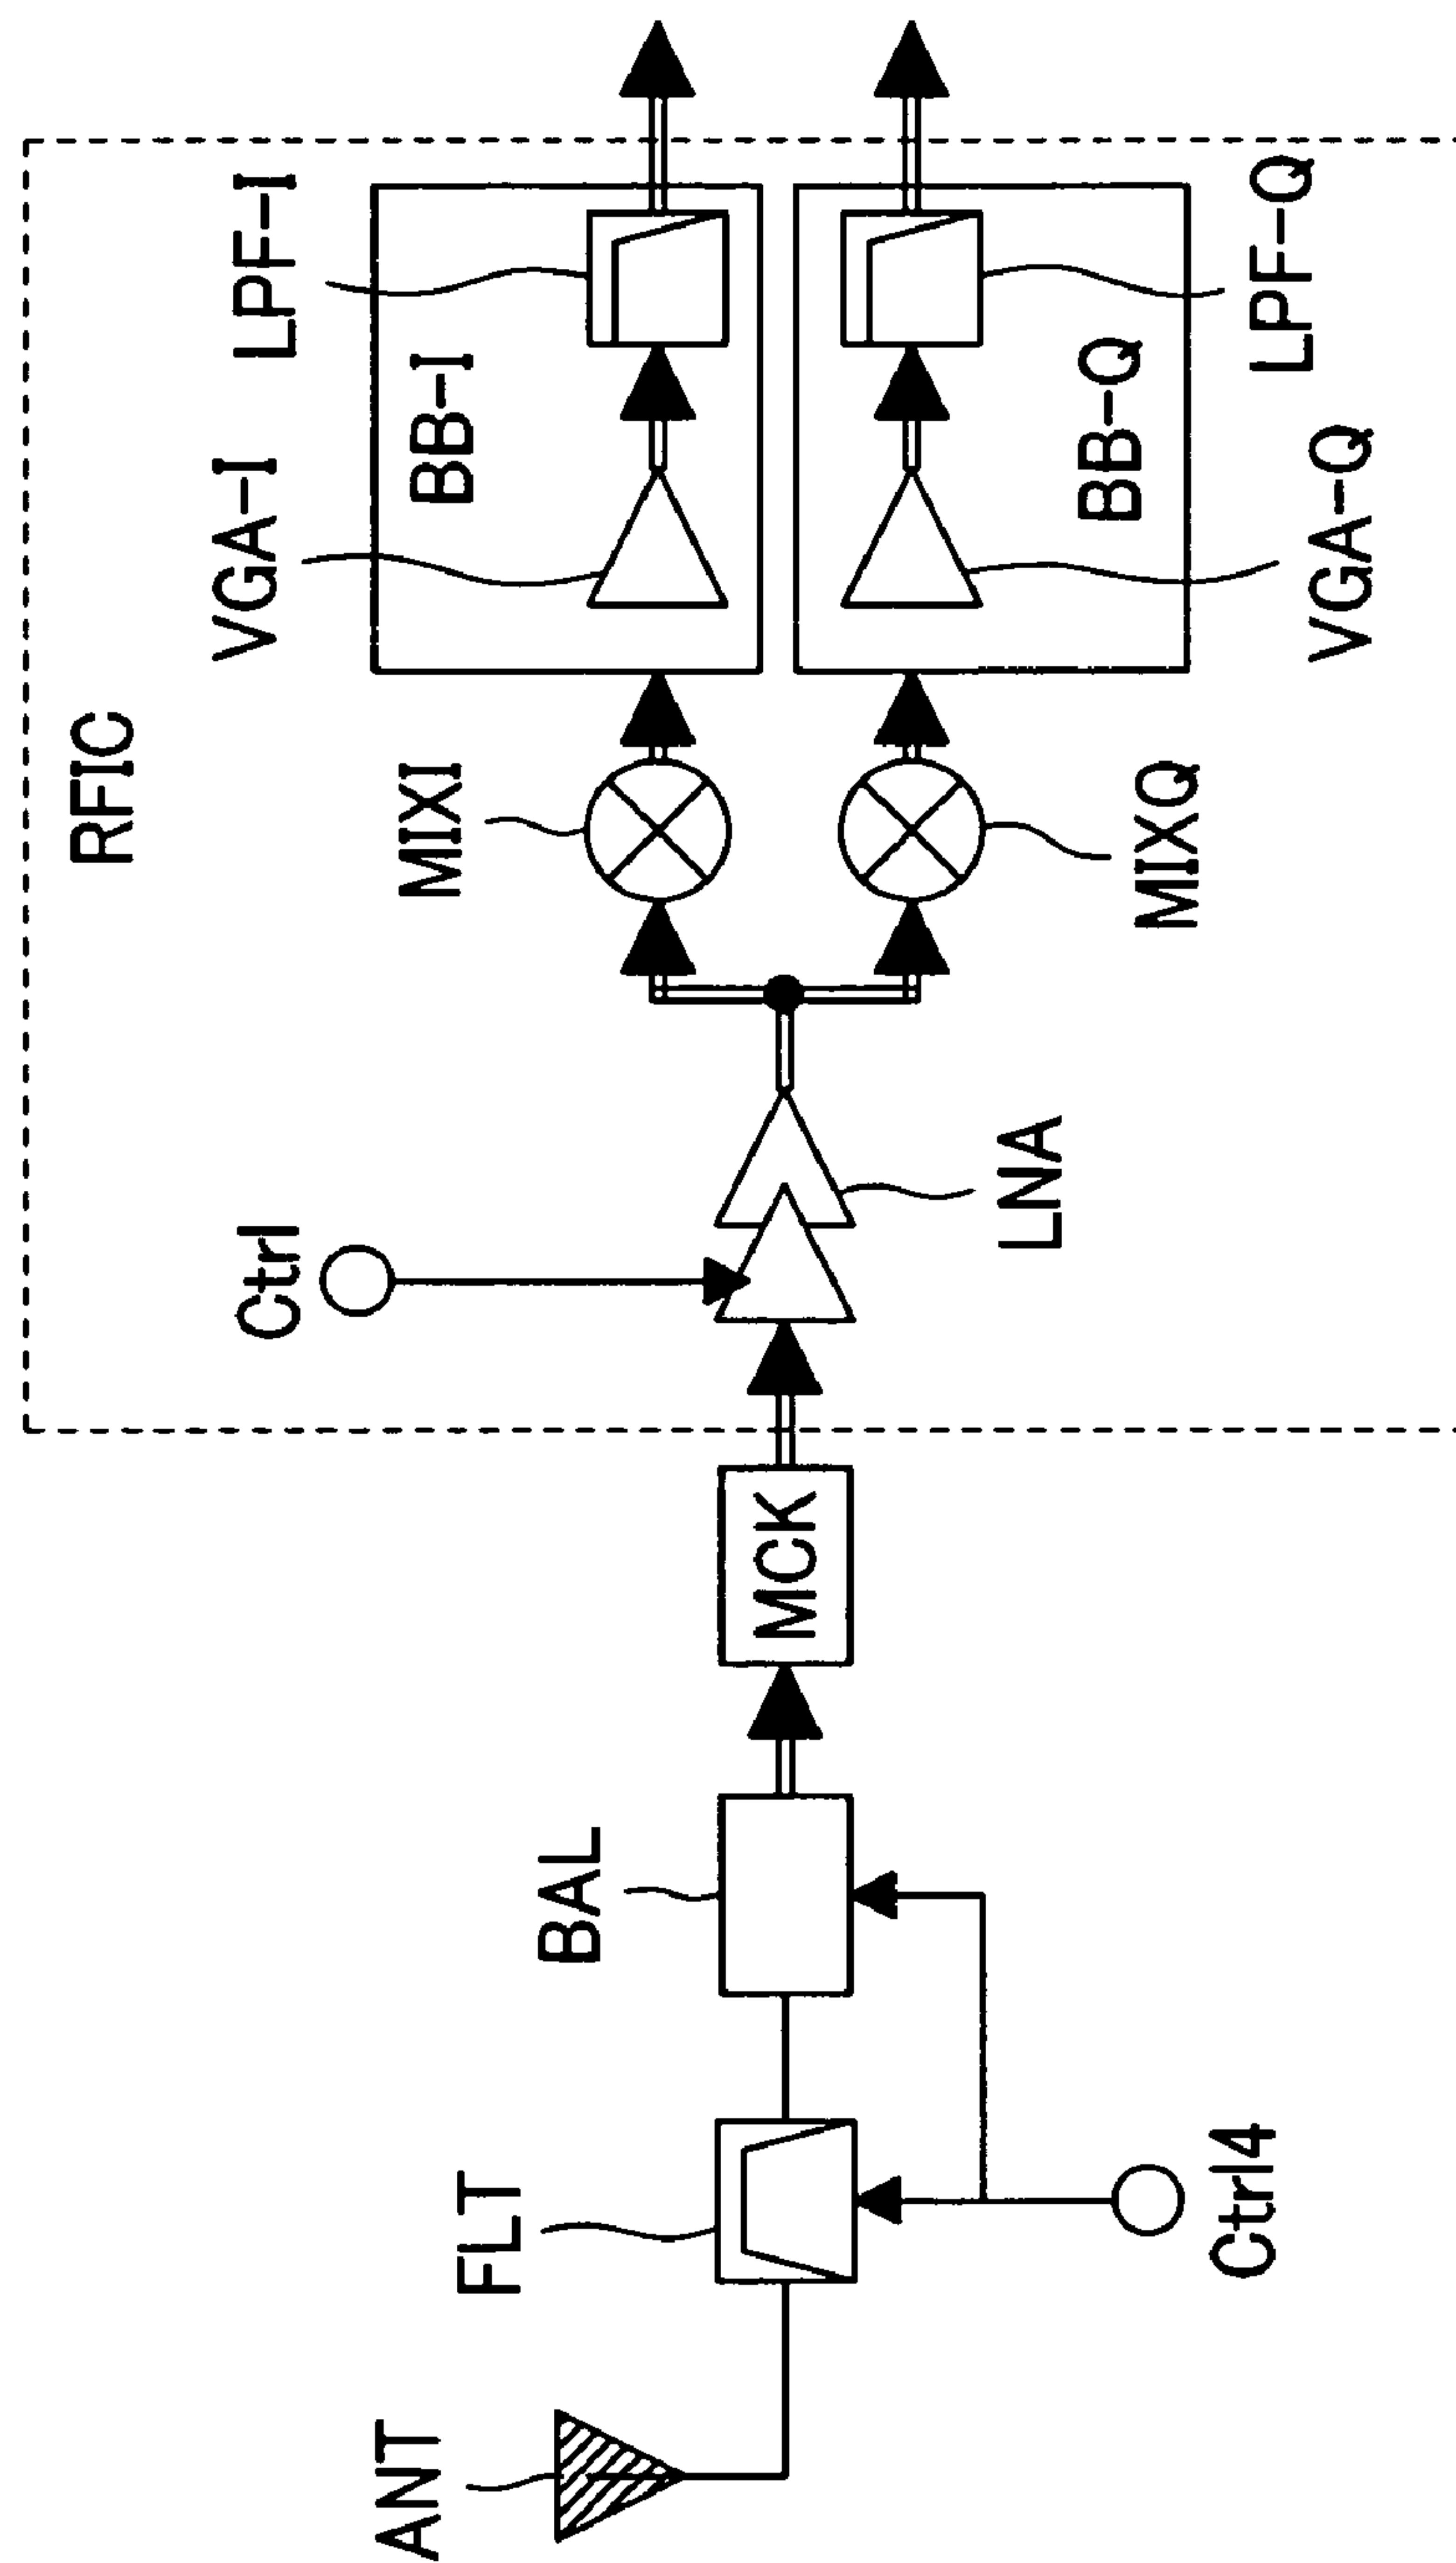 ANT
FLT
Ctrl4
BAL
MCK
RFIC
Ctrl
LNA
MIXI
MIXQ
VGA-I
BB-I
LPF-I
VGA-Q
BB-Q
LPF-Q